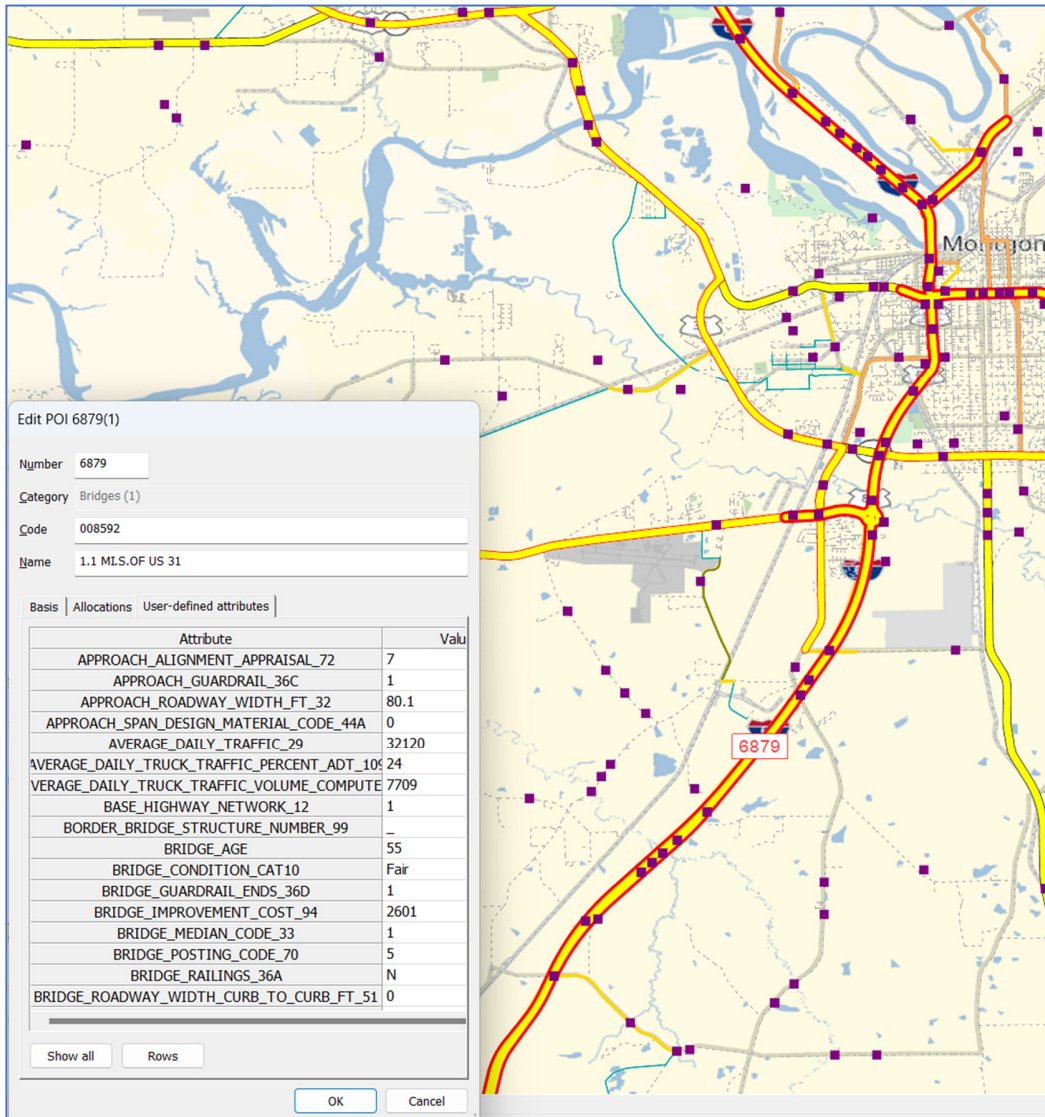 Montgom
Edit POI 6879(1)
Number 6879
Category Bridges (1)
Code 008592
Name 1.1 MI.S.OF US 31
Basis Allocations User-defined attributes
Attribute Valu
APPROACH_ALIGNMENT_APPRAISAL_72 7
APPROACH_GUARDRAIL_36C 1
APPROACH_ROADWAY_WIDTH_FT_32 80.1
APPROACH_SPAN_DESIGN_MATERIAL_CODE_44A 0
AVERAGE_DAILY_TRAFFIC_29 32120
AVERAGE_DAILY_TRUCK_TRAFFIC_PERCENT_ADT_109 24
VERAGE_DAILY_TRUCK_TRAFFIC_VOLUME_COMPUTE 7709
BASE_HIGHWAY_NETWORK_12 1
BORDER_BRIDGE_STRUCTURE_NUMBER_99 _
BRIDGE_AGE 55
BRIDGE_CONDITION_CAT10 Fair
BRIDGE_GUARDRAIL_ENDS_36D 1
BRIDGE_IMPROVEMENT_COST_94 2601
BRIDGE_MEDIAN_CODE_33 1
BRIDGE_POSTING_CODE_70 5
BRIDGE_RAILINGS_36A N
BRIDGE_ROADWAY_WIDTH_CURB_TO_CURB_FT_51 0
Show all Rows
OK Cancel
6879